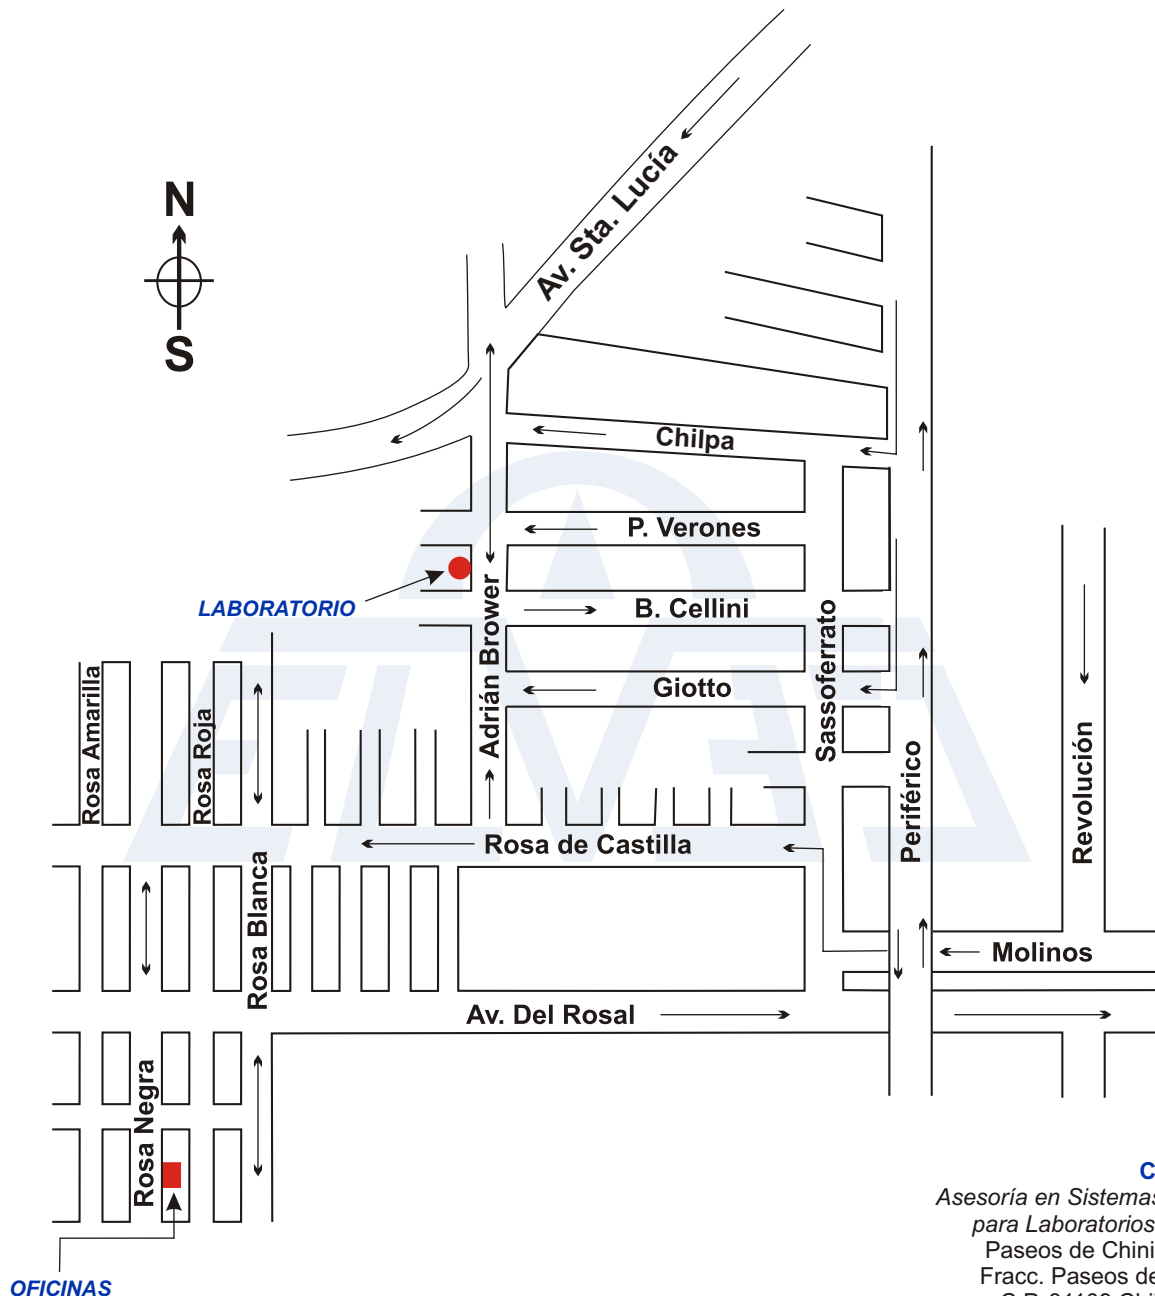 N
S
Av. Sta. Lucía
Chilpa
P. Verones
LABORATORIO
B. Cellini
Adrián Brower
Sassoferrato
Giotto
Rosa Amarilla
Rosa Roja
Periférico
Revolución
Rosa de Castilla
Rosa Blanca
Molinos
Av. Del Rosal
Rosa Negra
OFICINAS
ELMEJ
C
Asesoría en Sistemas
para Laboratorios
Paseos de Chini
Fracc. Paseos de